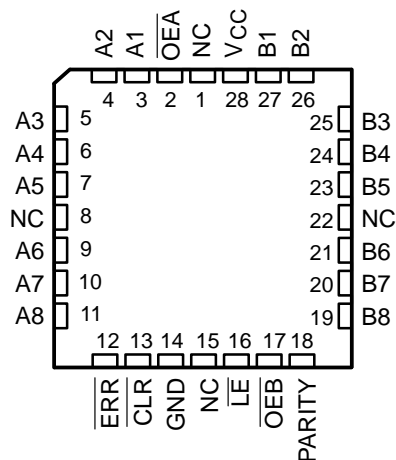 A2 A1 OEA NC VCC B1 B2
4 3 2 1 28 27 26
A3 5 25 B3
A4 6 24 B4
A5 7 23 B5
NC 8 22 NC
A6 9 21 B6
A7 10 20 B7
A8 11 19 B8
12 13 14 15 16 17 18
ERR CLR GND NC LE OEB PARITY